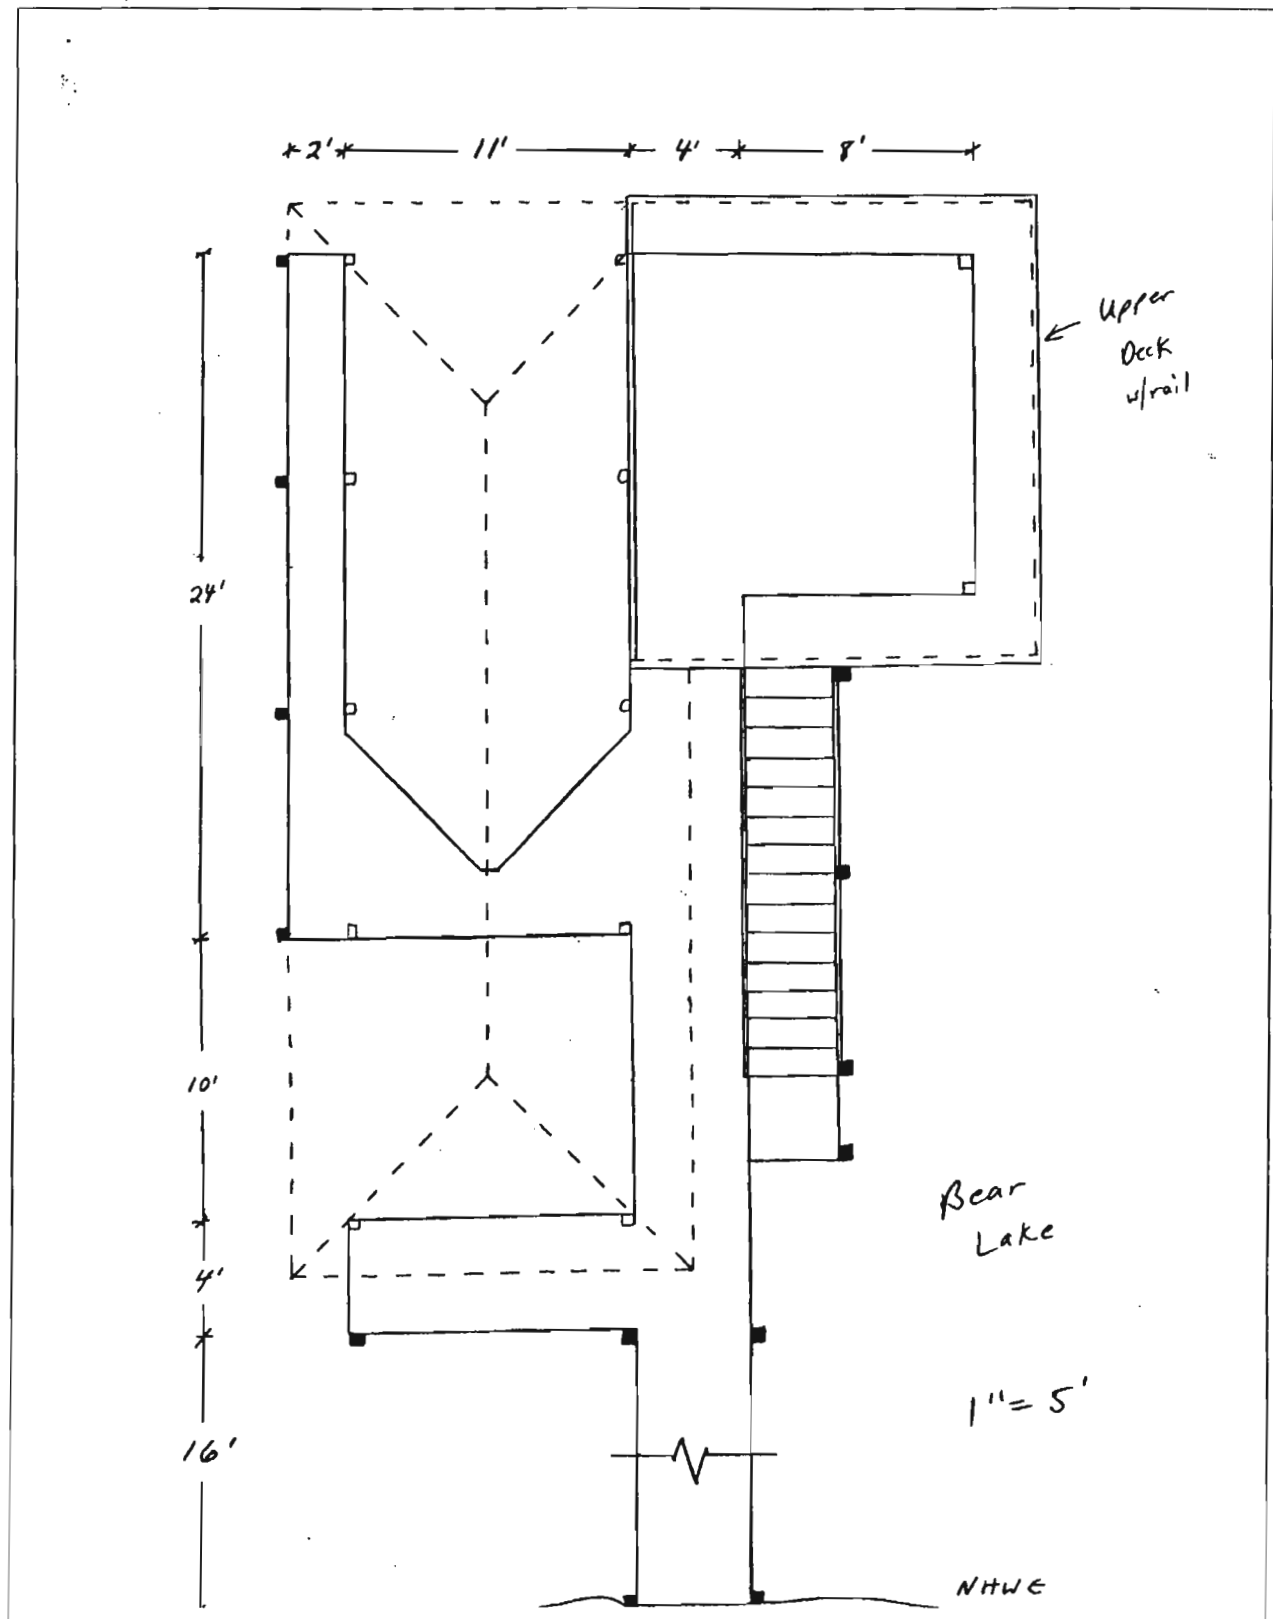 2' 11' 4' 8'
Upper
Deck
w/rail
24'
10'
Bear
Lake
4'
1"= 5'
16'
NHWE